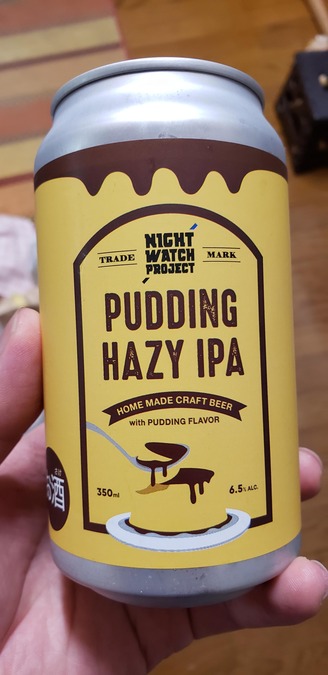 NIGHT
WATCH
PROJECT
TRADE MARK
PUDDING
HAZY IPA
HOME MADE CRAFT BEER
with PUDDING FLAVOR
350ml 6.5% ALC.
お酒